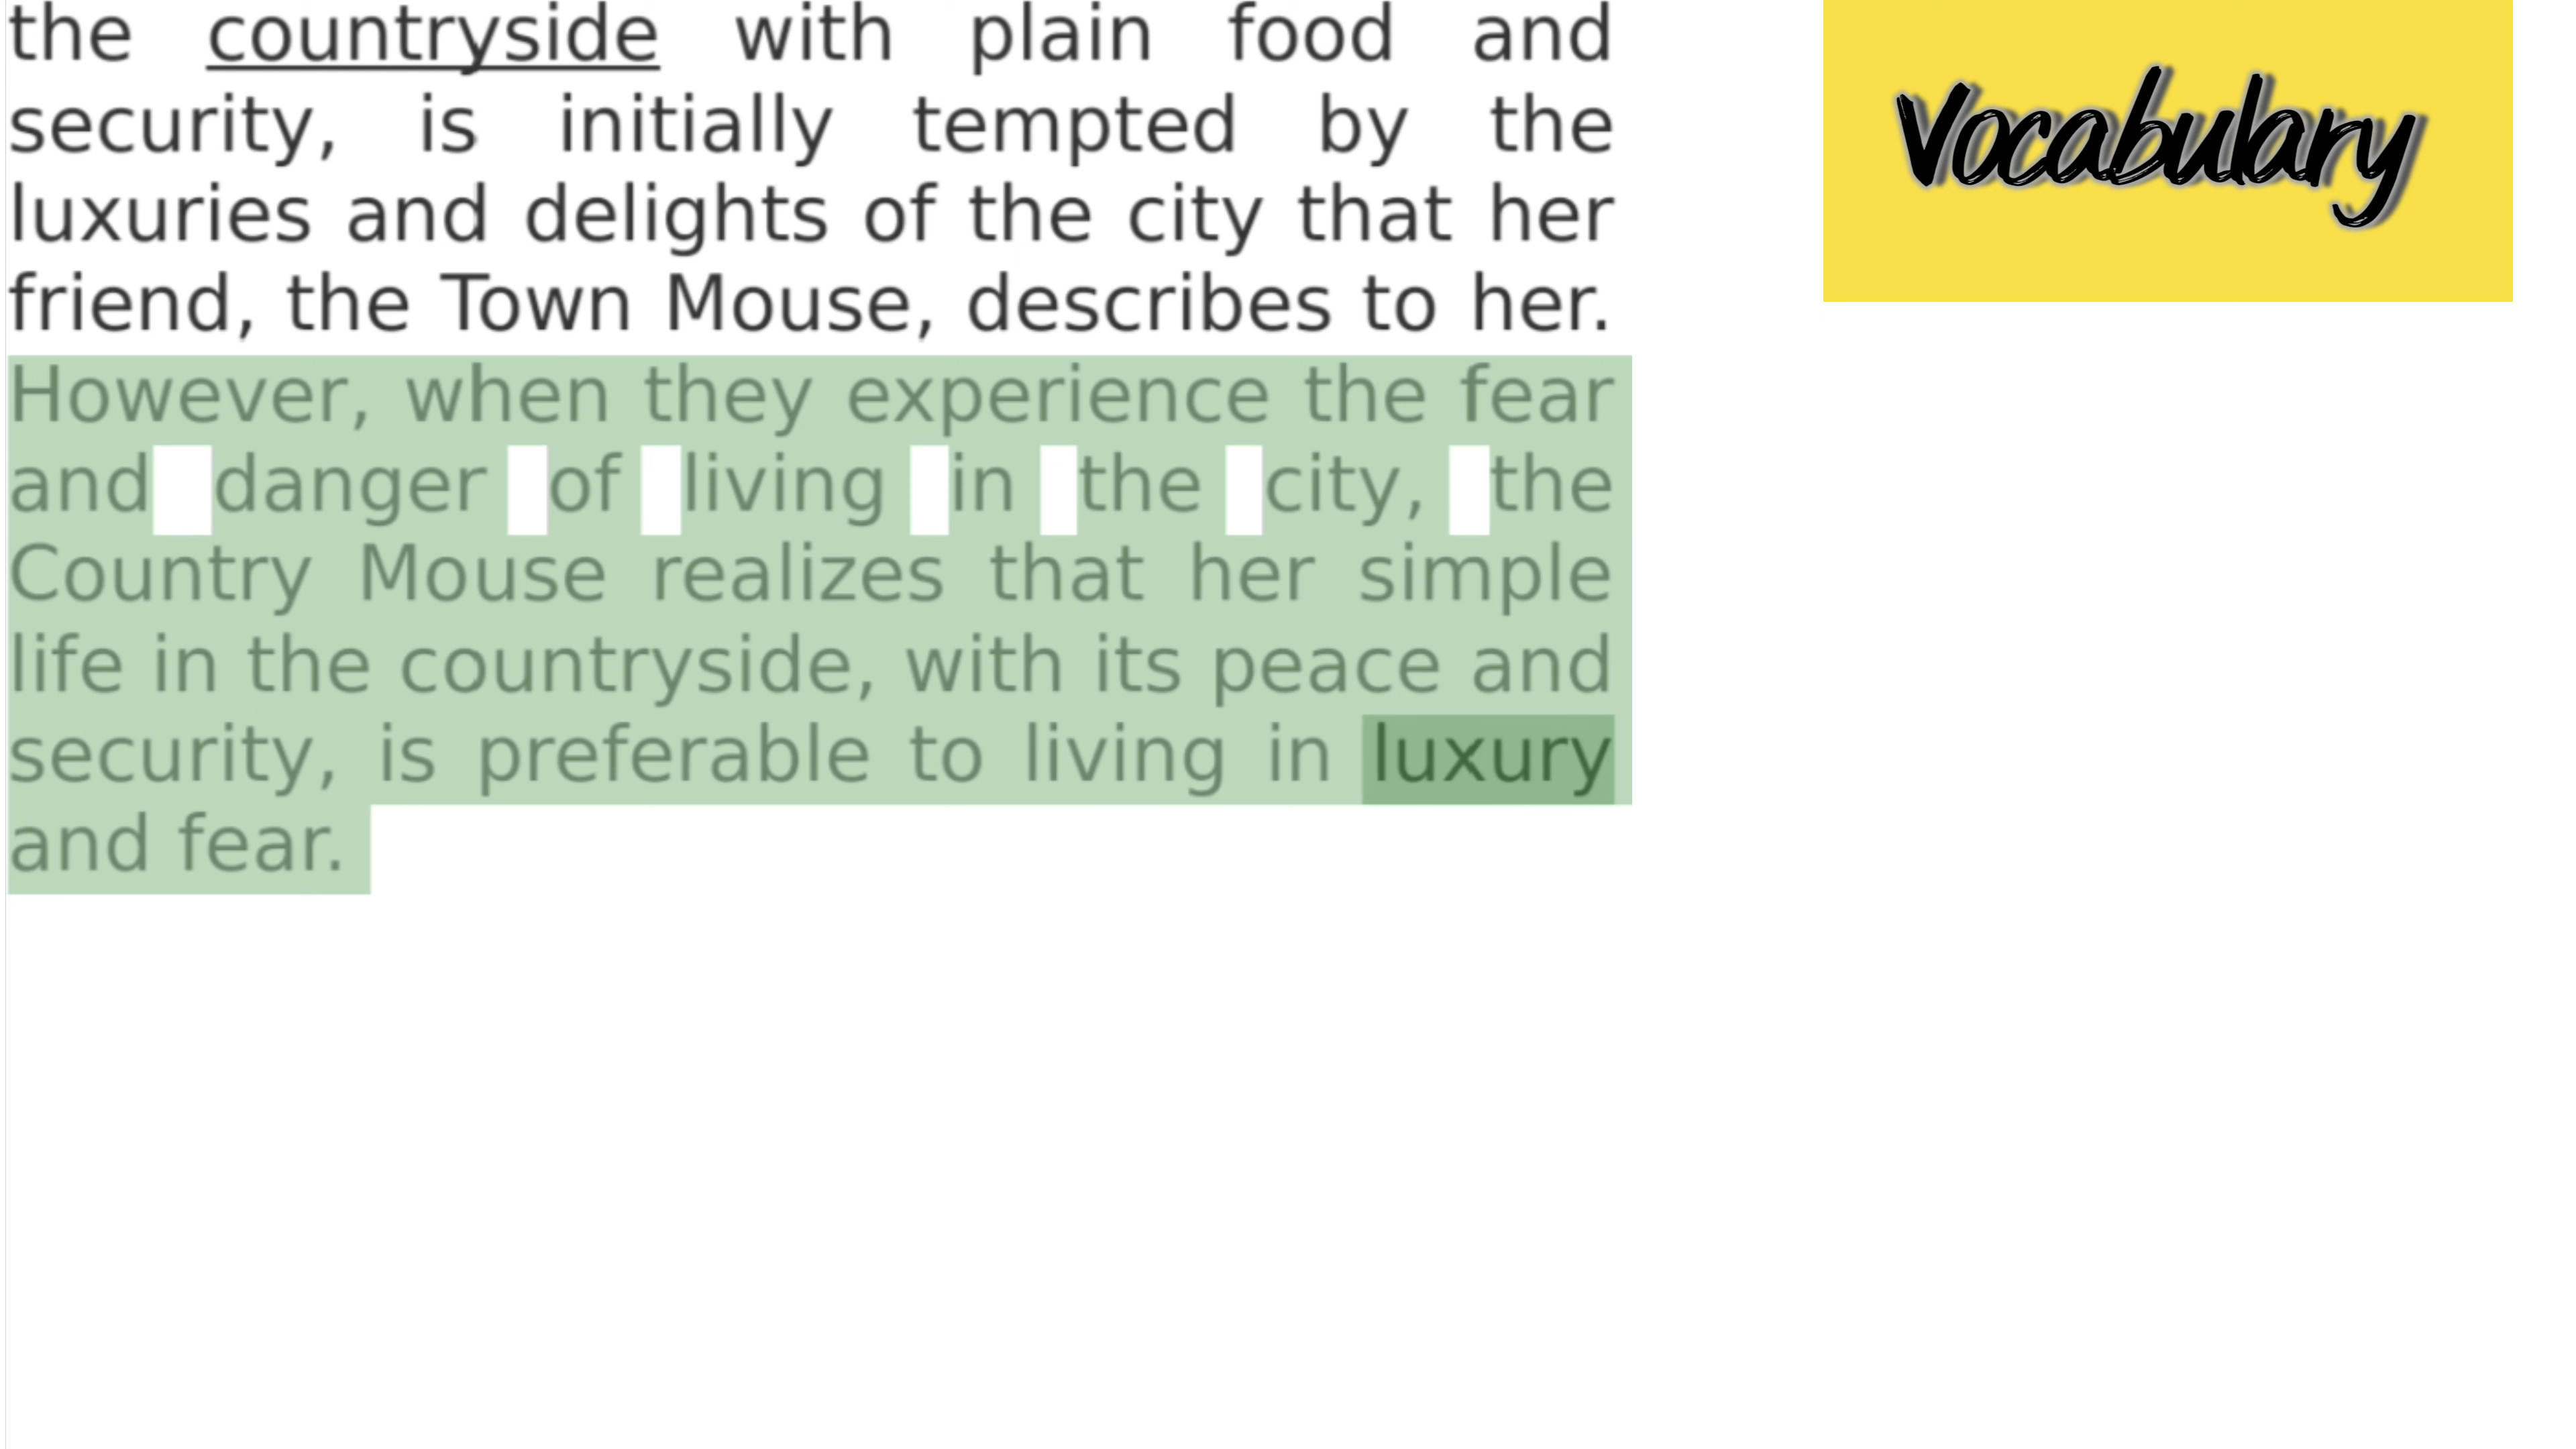 the countryside with plain food and
security, is initially tempted by the
luxuries and delights of the city that her
friend, the Town Mouse, describes to her.
However, when they experience the fear
and danger of living in the city, the
Country Mouse realizes that her simple
life in the countryside, with its peace and
security, is preferable to living in luxury
and fear.
Vocabulary